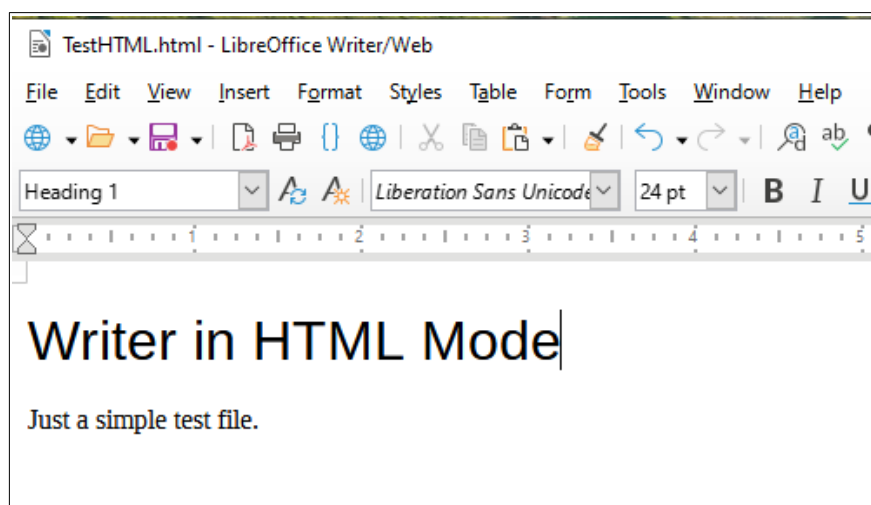 TestHTML.html - LibreOffice Writer/Web
File Edit View Insert Format Styles Table Form Tools Window Help
Heading 1 Liberation Sans Unicode 24 pt B I U
1 2 3 4 5
Writer in HTML Mode
Just a simple test file.